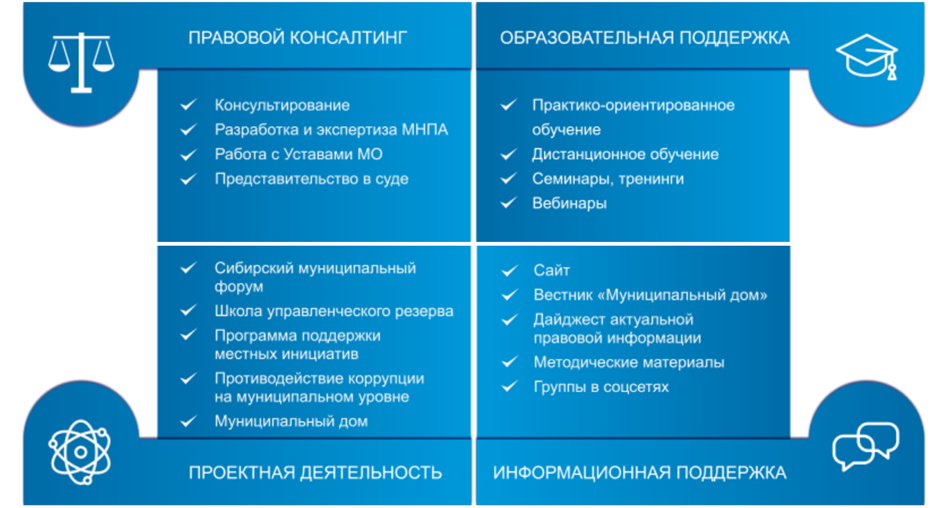 ПРАВОВОЙ КОНСАЛТИНГ
Консультирование
Разработка и экспертиза МНПА
Работа с Уставами МО
Представительство в суде
ОБРАЗОВАТЕЛЬНАЯ ПОДДЕРЖКА
Практико-ориентированное
обучение
Дистанционное обучение
Семинары, тренинги
Вебинары
Сибирский муниципальный
форум
Школа управленческого резерва
Программа поддержки
местных инициатив
Противодействие коррупции
на муниципальном уровне
Муниципальный дом
ПРОЕКТНАЯ ДЕЯТЕЛЬНОСТЬ
Сайт
Вестник «Муниципальный дом»
Дайджест актуальной
правовой информации
Методические материалы
Группы в соцсетях
ИНФОРМАЦИОННАЯ ПОДДЕРЖКА